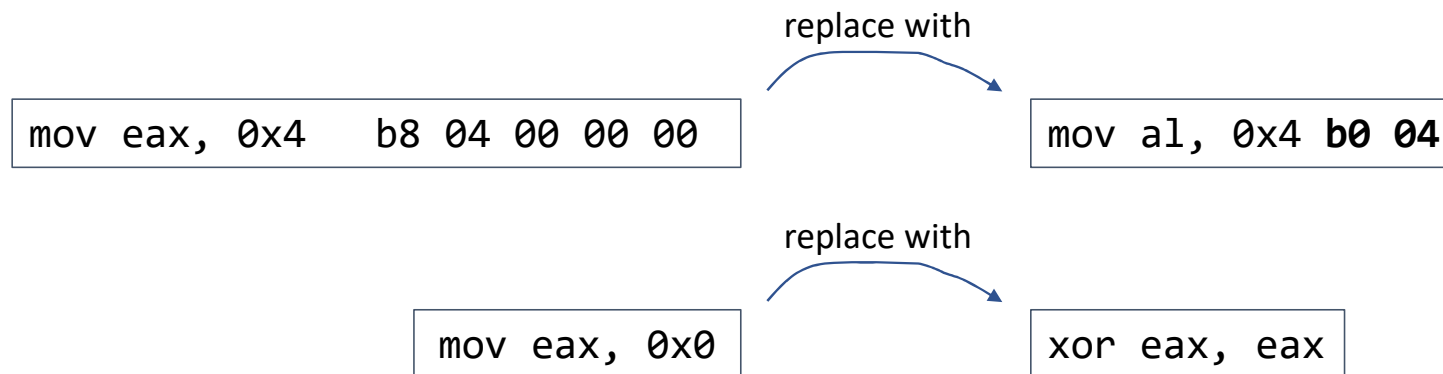 replace with
mov eax, 0x4 b8 04 00 00 00
mov al, 0x4 b0 04
replace with
mov eax, 0x0
xor eax, eax